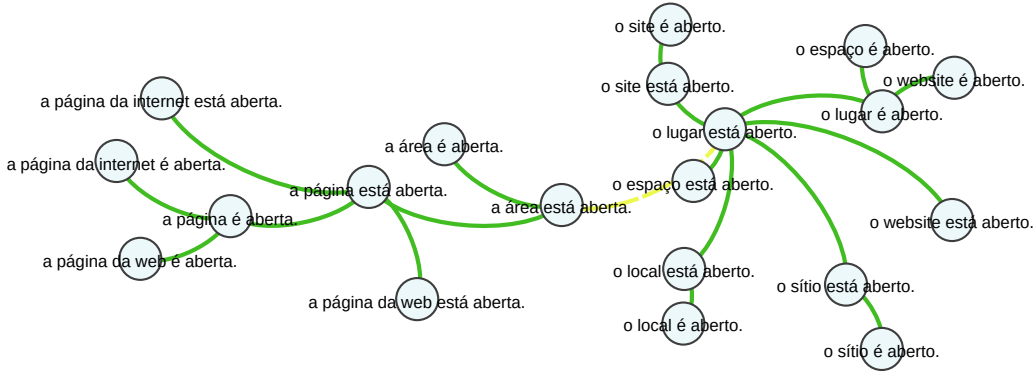 o site é aberto.
o espaço é aberto.
o website é aberto.
o site está aberto.
a página da internet está aberta.
o lugar é aberto.
o lugar está aberto.
a área é aberta.
a página da internet é aberta.
o espaço está aberto.
a página está aberta.
a área está aberta.
a página é aberta.
o website está aberto.
a página da web é aberta.
o local está aberto.
o sítio está aberto.
a página da web está aberta.
o local é aberto.
o sítio é aberto.